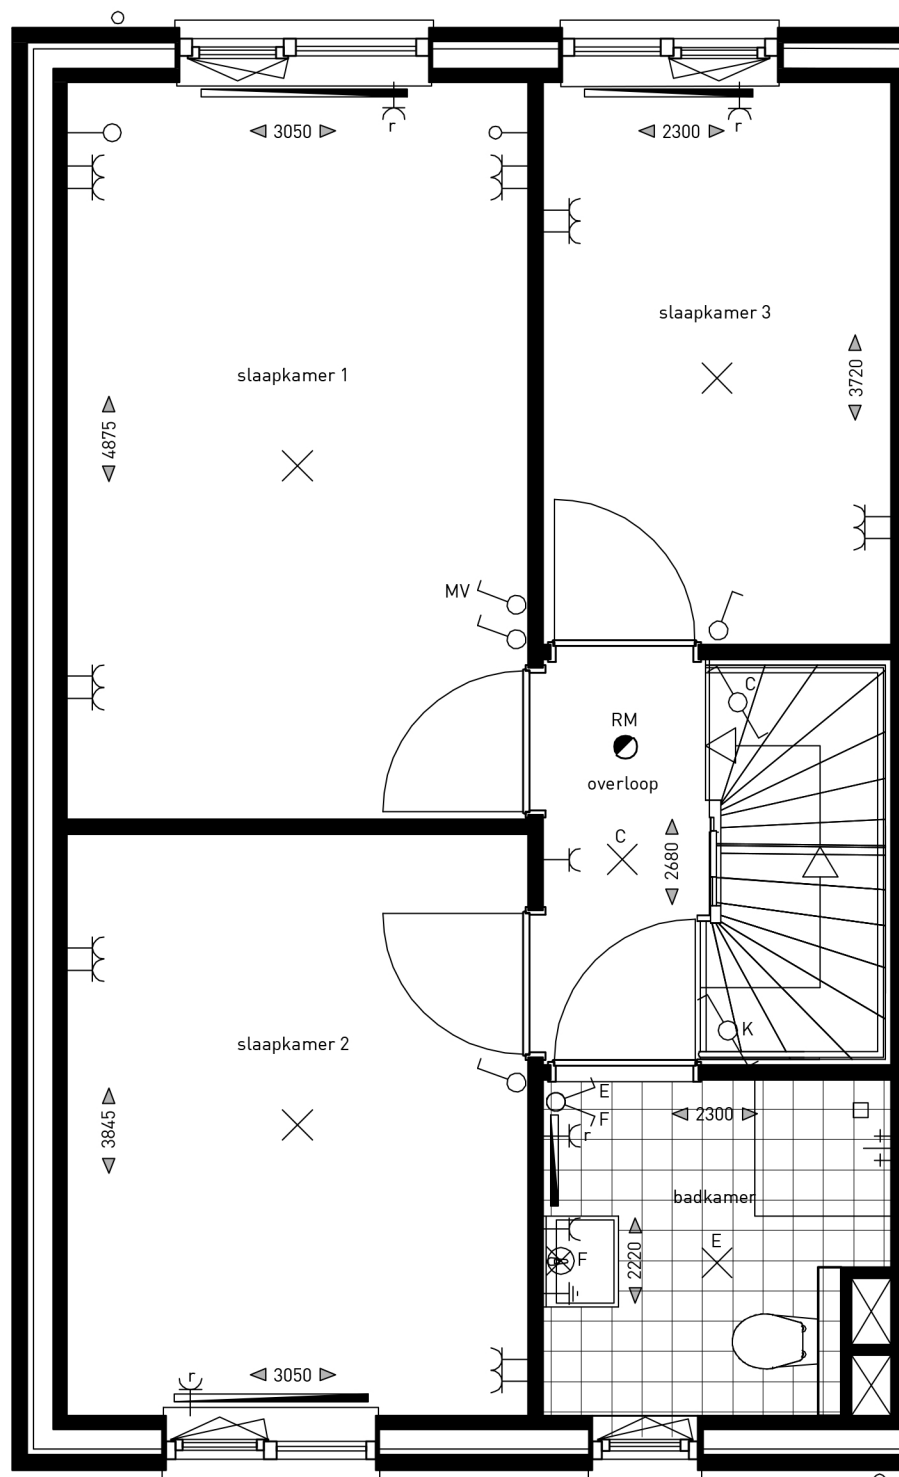 r
r
3050
2300
slaapkamer 3
slaapkamer 1
3720
4875
MV
C
RM
overloop
C
2680
K
slaapkamer 2
E
F
2300
r
3845
badkamer
E
2220
F
3050
r